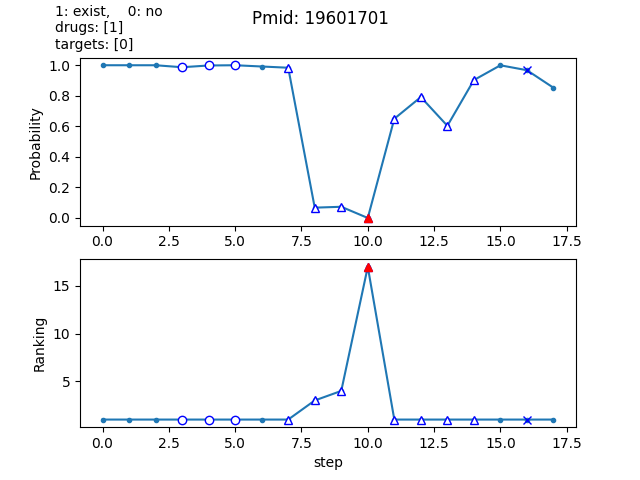 1: exist,    0: no
drugs: [1]
targets: [0]
Pmid: 19601701
Probability
1.0
0.8
0.6
0.4
0.2
0.0
0.0 2.5 5.0 7.5 10.0 12.5 15.0 17.5
Ranking
15
10
5
0.0 2.5 5.0 7.5 10.0 12.5 15.0 17.5
step